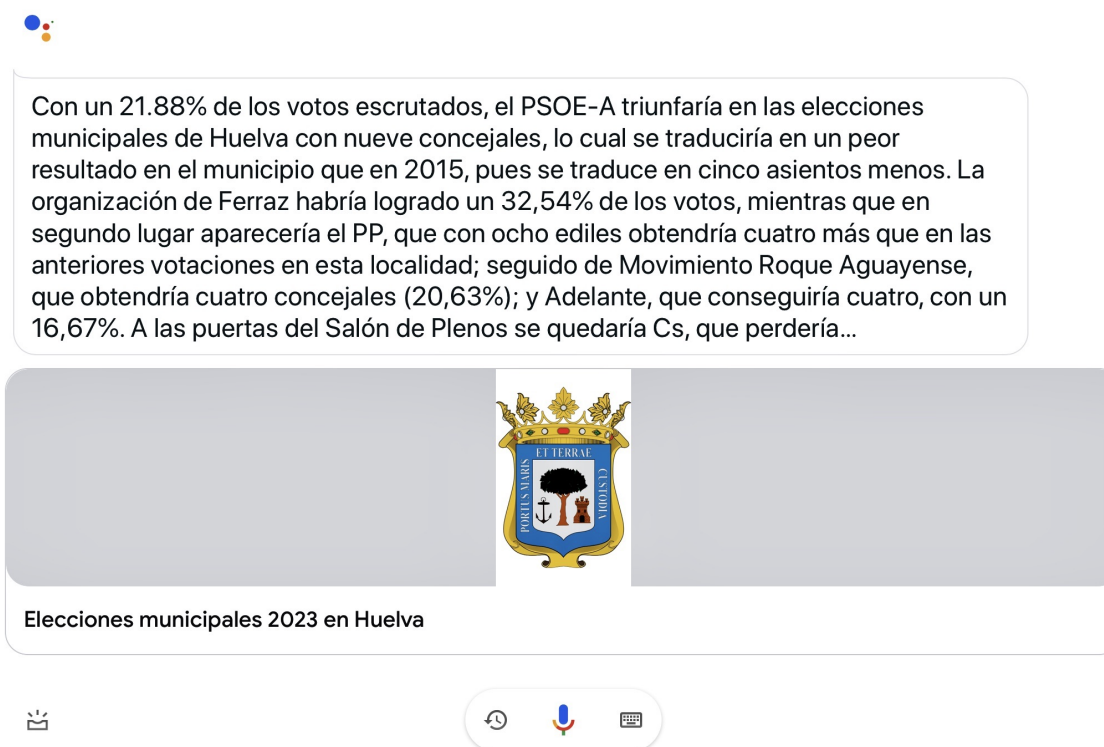 Con un 21.88% de los votos escrutados, el PSOE-A triunfaría en las elecciones
municipales de Huelva con nueve concejales, lo cual se traduciría en un peor
resultado en el municipio que en 2015, pues se traduce en cinco asientos menos. La
organización de Ferraz habría logrado un 32,54% de los votos, mientras que en
segundo lugar aparecería el PP, que con ocho ediles obtendría cuatro más que en las
anteriores votaciones en esta localidad; seguido de Movimiento Roque Aguayense,
que obtendría cuatro concejales (20,63%); y Adelante, que conseguiría cuatro, con un
16,67%. A las puertas del Salón de Plenos se quedaría Cs, que perdería...
PORTUS MARIS
ET TERRAE
CUSTODIA
Elecciones municipales 2023 en Huelva